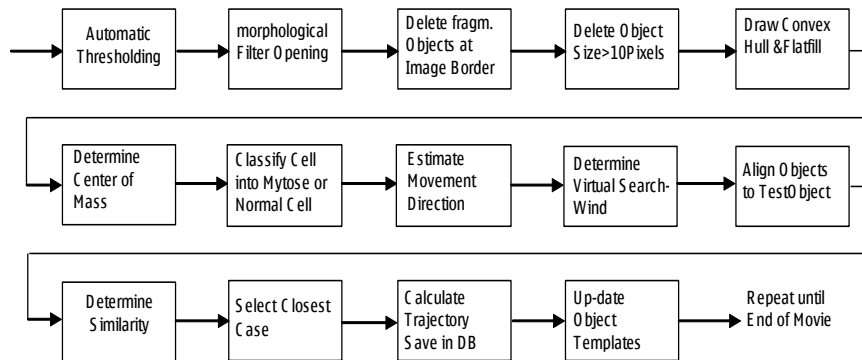 Automatic
Thresholding
morphological
Filter Opening
Delete fragm.
Objects at
Image Border
Delete Object
Size>10Pixels
Draw Convex
Hull &Flatfill
Determine
Center of
Mass
Classify Cell
into Mytose or
Normal Cell
Estimate
Movement
Direction
Determine
Virtual Search-
Wind
Align Objects
to TestObject
Determine
Similarity
Select Closest
Case
Calculate
Trajectory
Save in DB
Up-date
Object
Templates
Repeat until
End of Movie